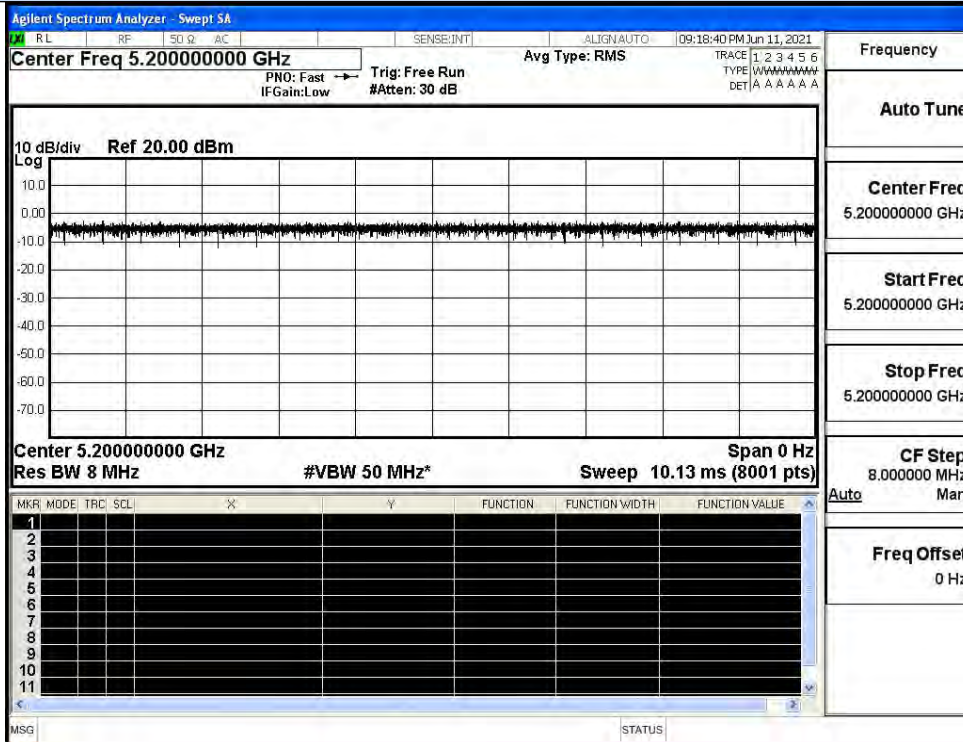 Agilent Spectrum Analyzer - Swept SA
LXI RL RF 50 Ω AC SENSE:INT ALIGNAUTO 09:18:40 PM Jun 11, 2021
Center Freq 5.200000000 GHz
Avg Type: RMS
TRACE 1 2 3 4 5 6
PNO: Fast
Trig: Free Run
TYPE
IFGain:Low
#Atten: 30 dB
DET A A A A A A
10 dB/div Ref 20.00 dBm
Log
10.0
0.00
-10.0
-20.0
-30.0
-40.0
-50.0
-60.0
-70.0
Center 5.200000000 GHz Span 0 Hz
Res BW 8 MHz #VBW 50 MHz* Sweep 10.13 ms (8001 pts)
MKR MODE TRC SCL X Y FUNCTION FUNCTION WIDTH FUNCTION VALUE
1
2
3
4
5
6
7
8
9
10
11
MSG STATUS
Frequency
Auto Tune
Center Freq
5.200000000 GHz
Start Freq
5.200000000 GHz
Stop Freq
5.200000000 GHz
CF Step
8.000000 MHz
Auto Man
Freq Offset
0 Hz